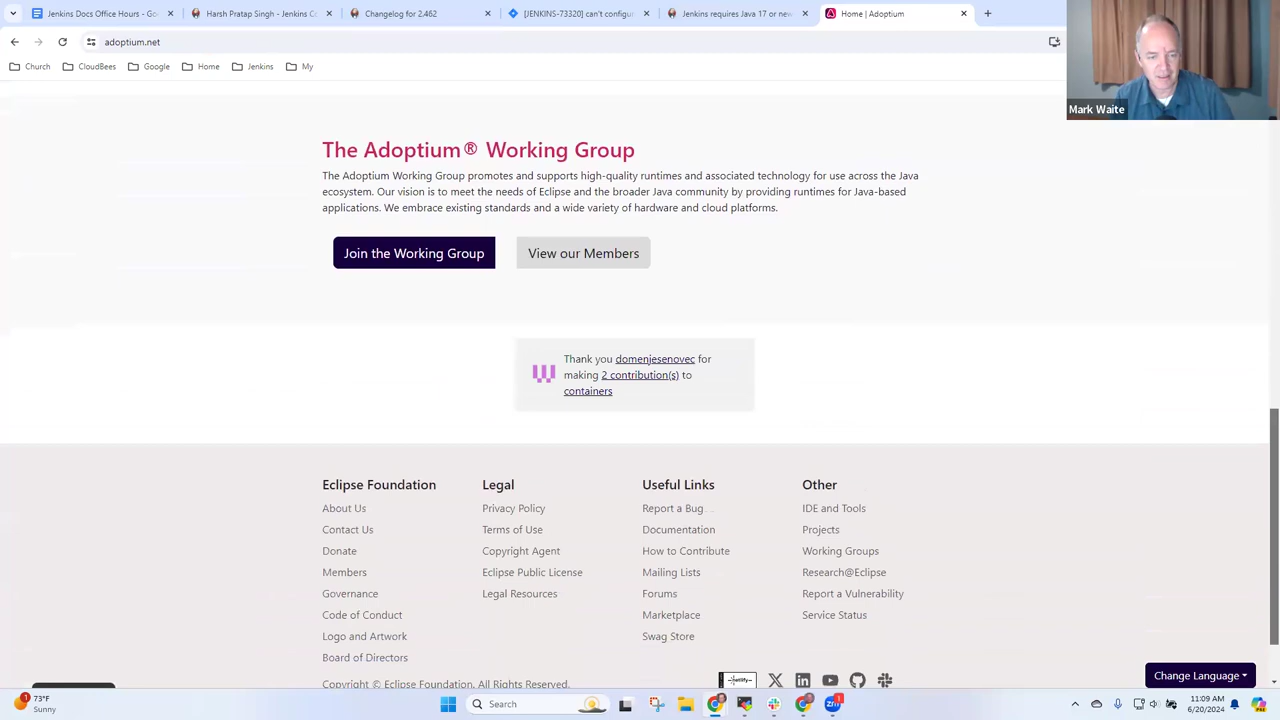 Jenkins Docs Office Work - Go
Harsh Pratap Singh - Jenkins Co
Changelog for 2.462
[JENKINS-73320] can't configur
Jenkins requires Java 17 or new
Home | Adoptium
adoptium.net
Church
CloudBees
Google
Home
Jenkins
My
Mark Waite
The Adoptium® Working Group
The Adoptium Working Group promotes and supports high-quality runtimes and associated technology for use across the Java
ecosystem. Our vision is to meet the needs of Eclipse and the broader Java community by providing runtimes for Java-based
applications. We embrace existing standards and a wide variety of hardware and cloud platforms.
Join the Working Group
View our Members
Thank you domenjesenovec for
making 2 contribution(s) to
containers
Eclipse Foundation
About Us
Contact Us
Donate
Members
Governance
Code of Conduct
Logo and Artwork
Board of Directors
Legal
Privacy Policy
Terms of Use
Copyright Agent
Eclipse Public License
Legal Resources
Useful Links
Report a Bug
Documentation
How to Contribute
Mailing Lists
Forums
Marketplace
Swag Store
Other
IDE and Tools
Projects
Working Groups
Research@Eclipse
Report a Vulnerability
Service Status
Copyright © Eclipse Foundation. All Rights Reserved.
Change Language
1
73°F
Sunny
Search
1
11:09 AM
6/20/2024